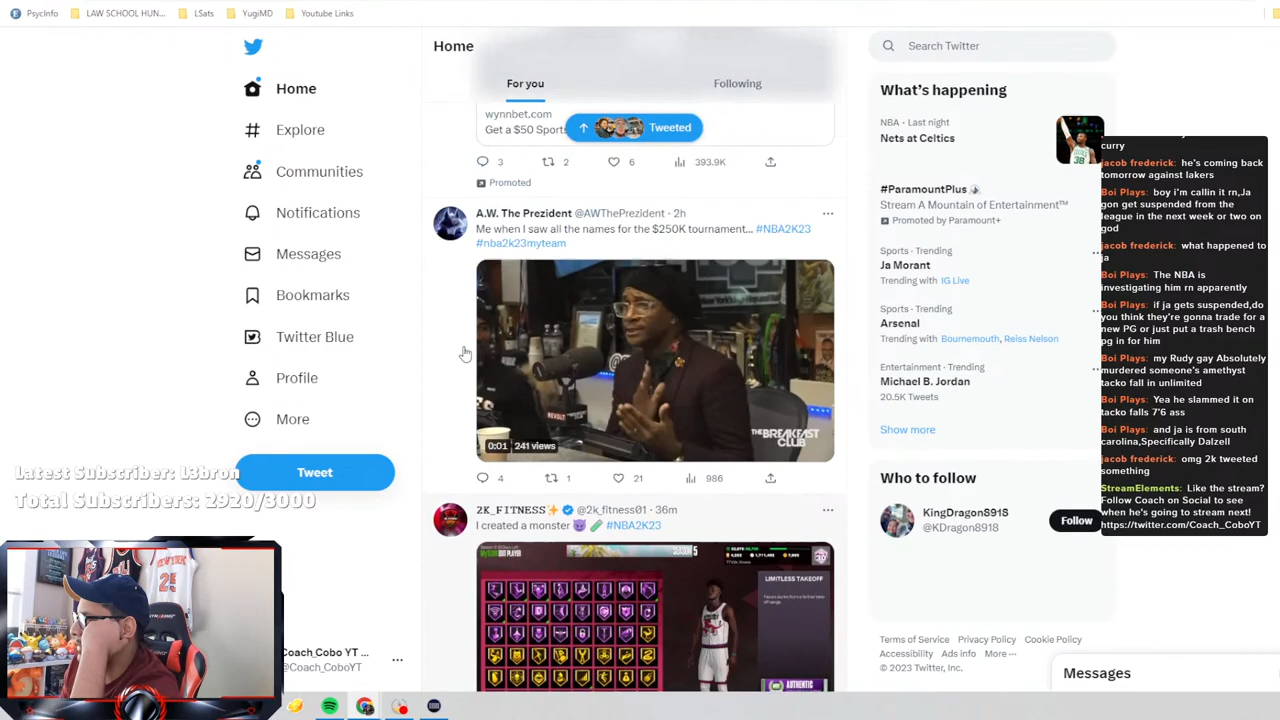 PsycInfo
LAW SCHOOL HUN...
LSats
YugiMD
Youtube Links
Home
Explore
Communities
Notifications
Messages
Bookmarks
Twitter Blue
Profile
More
Tweet
Latest Subscriber: L3bron
Total Subscribers: 2920/3000
Coach_Cobo YT ...
@Coach_CoboYT
Home
For you
Following
wynnbet.com
Get a $50 Sports
Tweeted
3
2
6
393.9K
Promoted
A.W. The Prezident @AWThePrezident · 2h
Me when I saw all the names for the $250K tournament... #NBA2K23
#nba2k23myteam
REVOLT
THE BREAKFAST
CLUB
0:01 241 views
4
1
21
986
2K_FITNESS✨ @2k_fitness01 · 36m
I created a monster 😈 🧪 #NBA2K23
SEASON 5
LIMITLESS TAKEOFF
AUTHENTIC
Search Twitter
What's happening
NBA · Last night
Nets at Celtics
#ParamountPlus
Stream A Mountain of Entertainment™
Promoted by Paramount+
Sports · Trending
Ja Morant
Trending with IG Live
Sports · Trending
Arsenal
Trending with Bournemouth, Reiss Nelson
Entertainment · Trending
Michael B. Jordan
20.5K Tweets
Show more
Who to follow
KingDragon8918
@KDragon8918
Follow
Terms of Service Privacy Policy Cookie Policy
Accessibility Ads info More ···
© 2023 Twitter, Inc.
Messages
curry
jacob frederick: he's coming back
tomorrow against lakers
Boi Plays: boy i'm callin it rn,Ja
gon get suspended from the
league in the next week or two on
god
jacob frederick: what happened to
ja
Boi Plays: The NBA is
investigating him rn apparently
Boi Plays: if ja gets suspended,do
you think they're gonna trade for a
new PG or just put a trash bench
pg in for him
Boi Plays: my Rudy gay Absolutely
murdered someone's amethyst
tacko fall in unlimited
Boi Plays: Yea he slammed it on
tacko falls 7'6 ass
Boi Plays: and ja is from south
carolina,Specifically Dalzell
jacob frederick: omg 2k tweeted
something
StreamElements: Like the stream?
Follow Coach on Social to see
when he's going to stream next!
https://twitter.com/Coach_CoboYT
25